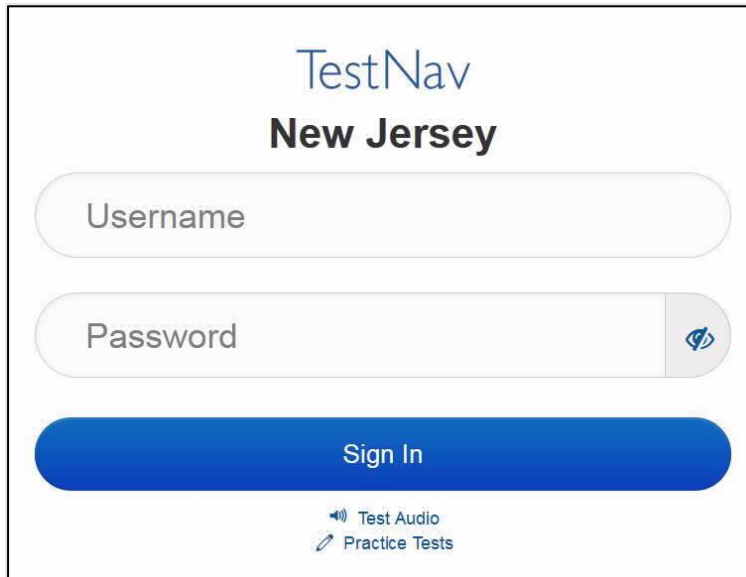 TestNav
New Jersey
Username
Password
Sign In
Test Audio
Practice Tests